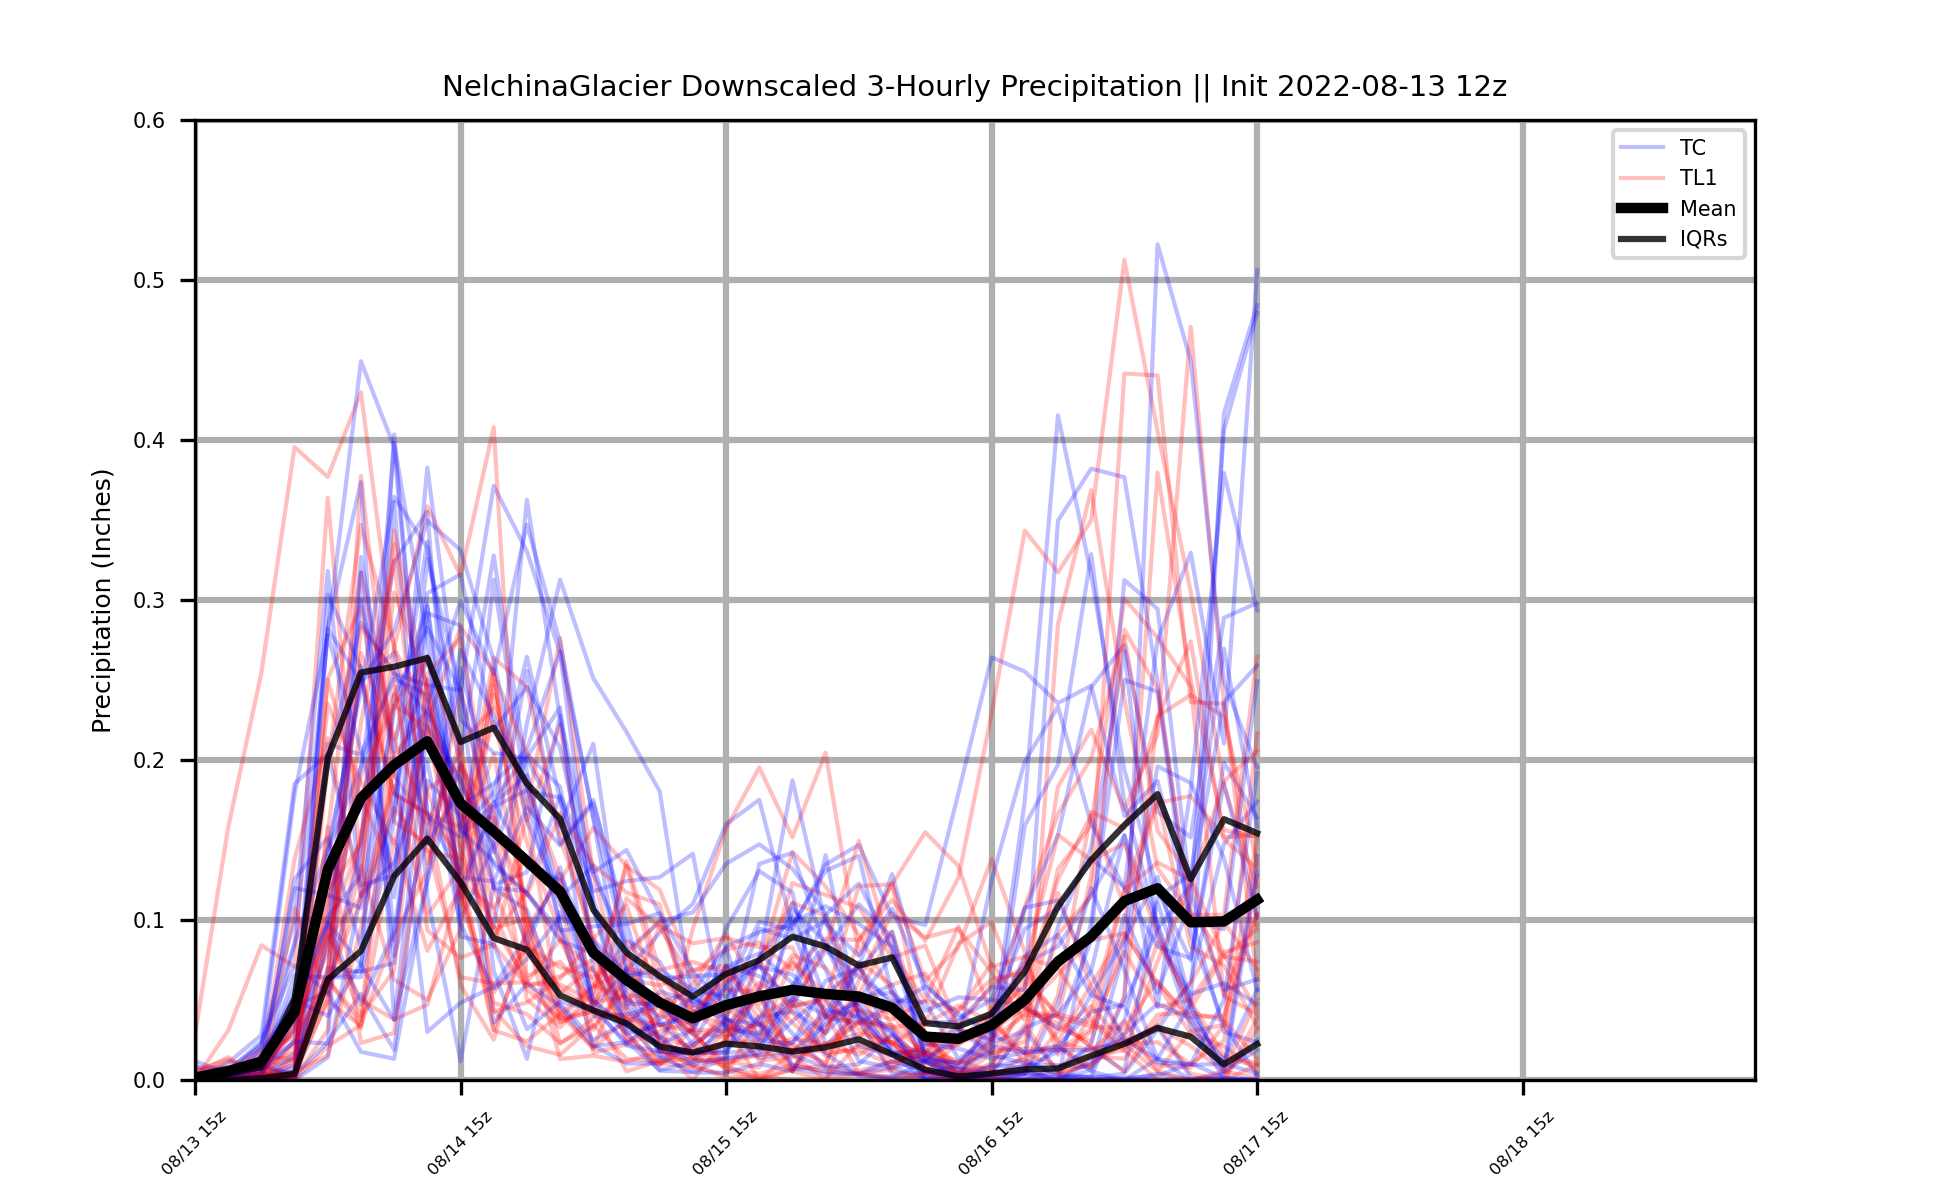 NelchinaGlacier Downscaled 3-Hourly Precipitation || Init 2022-08-13 12z
TC
TL1
Mean
IQRs
Precipitation (Inches)
0.6
0.5
0.4
0.3
0.2
0.1
0.0
08/13 15z
08/14 15z
08/15 15z
08/16 15z
08/17 15z
08/18 15z